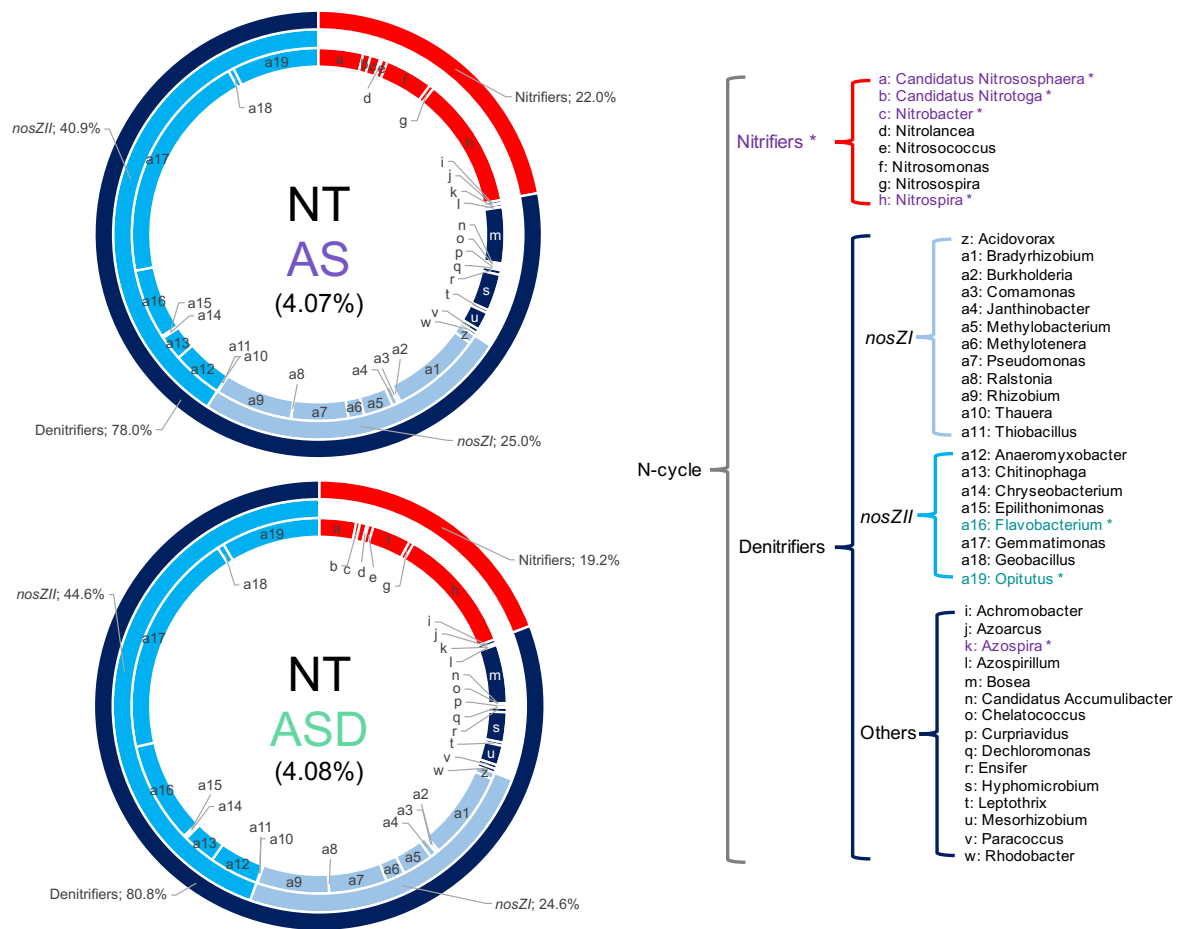 a
b
c
e
d
f
g
h
i
j
k
l
m
n
o
p
q
r
s
t
u
v
w
z
a1
a2
a3
a4
a5
a6
a7
a8
a9
a10
a11
a12
a13
a14
a15
a16
a17
a18
a19
Nitrifiers; 22.0%
nosZII; 40.9%
NT
AS
(4.07%)
Denitrifiers; 78.0%
nosZI; 25.0%
a
b
c
d
e
f
g
h
i
j
k
l
m
n
o
p
q
r
s
t
u
v
w
z
a1
a2
a3
a4
a5
a6
a7
a8
a9
a10
a11
a12
a13
a14
a15
a16
a17
a18
a19
Nitrifiers; 19.2%
nosZII; 44.6%
NT
ASD
(4.08%)
Denitrifiers; 80.8%
nosZI; 24.6%
N-cycle
Nitrifiers *
a: Candidatus Nitrososphaera *
b: Candidatus Nitrotoga *
c: Nitrobacter *
d: Nitrolancea
e: Nitrosococcus
f: Nitrosomonas
g: Nitrosospira
h: Nitrospira *
Denitrifiers
nosZI
z: Acidovorax
a1: Bradyrhizobium
a2: Burkholderia
a3: Comamonas
a4: Janthinobacter
a5: Methylobacterium
a6: Methylotenera
a7: Pseudomonas
a8: Ralstonia
a9: Rhizobium
a10: Thauera
a11: Thiobacillus
nosZII
a12: Anaeromyxobacter
a13: Chitinophaga
a14: Chryseobacterium
a15: Epilithonimonas
a16: Flavobacterium *
a17: Gemmatimonas
a18: Geobacillus
a19: Opitutus *
Others
i: Achromobacter
j: Azoarcus
k: Azospira *
l: Azospirillum
m: Bosea
n: Candidatus Accumulibacter
o: Chelatococcus
p: Curpriavidus
q: Dechloromonas
r: Ensifer
s: Hyphomicrobium
t: Leptothrix
u: Mesorhizobium
v: Paracoccus
w: Rhodobacter